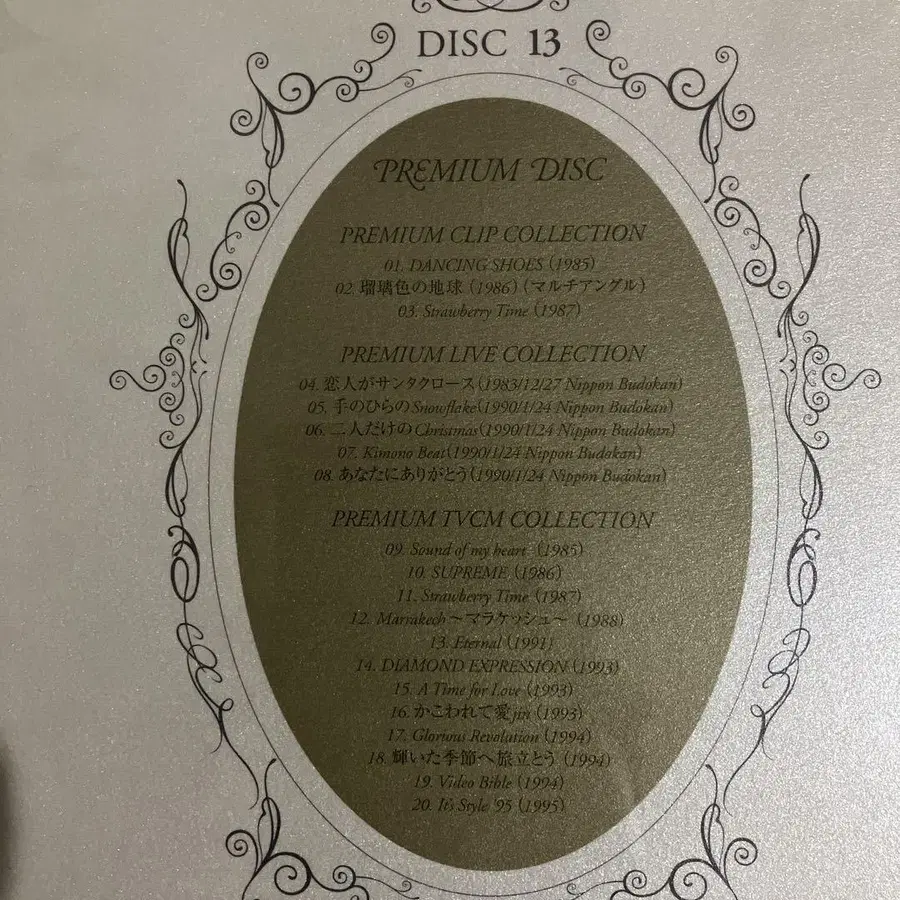 DISC 13
PREMIUM DISC
PREMIUM CLIP COLLECTION
01. DANCING SHOES (1985)
02. 瑠璃色の地球 (1986) (マルチアングル)
03. Strawberry Time (1987)
PREMIUM LIVE COLLECTION
04. 恋人がサンタクロース (1983/12/27 Nippon Budokan)
05. 手のひらのSnowflake (1990/1/24 Nippon Budokan)
06. 二人だけのChristmas (1990/1/24 Nippon Budokan)
07. Kimono Beat (1990/1/24 Nippon Budokan)
08. あなたにありがとう (1990/1/24 Nippon Budokan)
PREMIUM TVCM COLLECTION
09. Sound of my heart (1985)
10. SUPREME (1986)
11. Strawberry Time (1987)
12. Marrakech～マラケッシュ～ (1988)
13. Eternal (1991)
14. DIAMOND EXPRESSION (1993)
15. A Time for Love (1993)
16. かこわれて愛jin (1993)
17. Glorious Revolution (1994)
18. 輝いた季節へ旅立とう (1994)
19. Video Bible (1994)
20. It's Style '95 (1995)